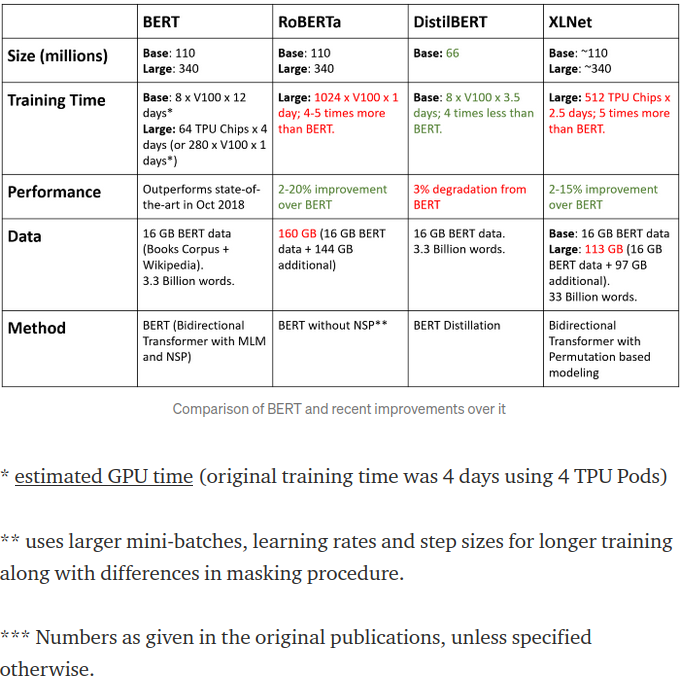 BERT RoBERTa DistilBERT XLNet
Size (millions)
Base: 110
Large: 340
Base: 110
Large: 340
Base: 66
Base: ~110
Large: ~340
Training Time
Base: 8 x V100 x 12
days*
Large: 64 TPU Chips x 4
days (or 280 x V100 x 1
days*)
Large: 1024 x V100 x 1
day; 4-5 times more
than BERT.
Base: 8 x V100 x 3.5
days; 4 times less than
BERT.
Large: 512 TPU Chips x
2.5 days; 5 times more
than BERT.
Performance
Outperforms state-of-
the-art in Oct 2018
2-20% improvement
over BERT
3% degradation from
BERT
2-15% improvement
over BERT
Data
16 GB BERT data
(Books Corpus +
Wikipedia).
3.3 Billion words.
160 GB (16 GB BERT
data + 144 GB
additional)
16 GB BERT data.
3.3 Billion words.
Base: 16 GB BERT data
Large: 113 GB (16 GB
BERT data + 97 GB
additional).
33 Billion words.
Method
BERT (Bidirectional
Transformer with MLM
and NSP)
BERT without NSP**
BERT Distillation
Bidirectional
Transformer with
Permutation based
modeling
Comparison of BERT and recent improvements over it
* estimated GPU time (original training time was 4 days using 4 TPU Pods)
** uses larger mini-batches, learning rates and step sizes for longer training
along with differences in masking procedure.
*** Numbers as given in the original publications, unless specified
otherwise.